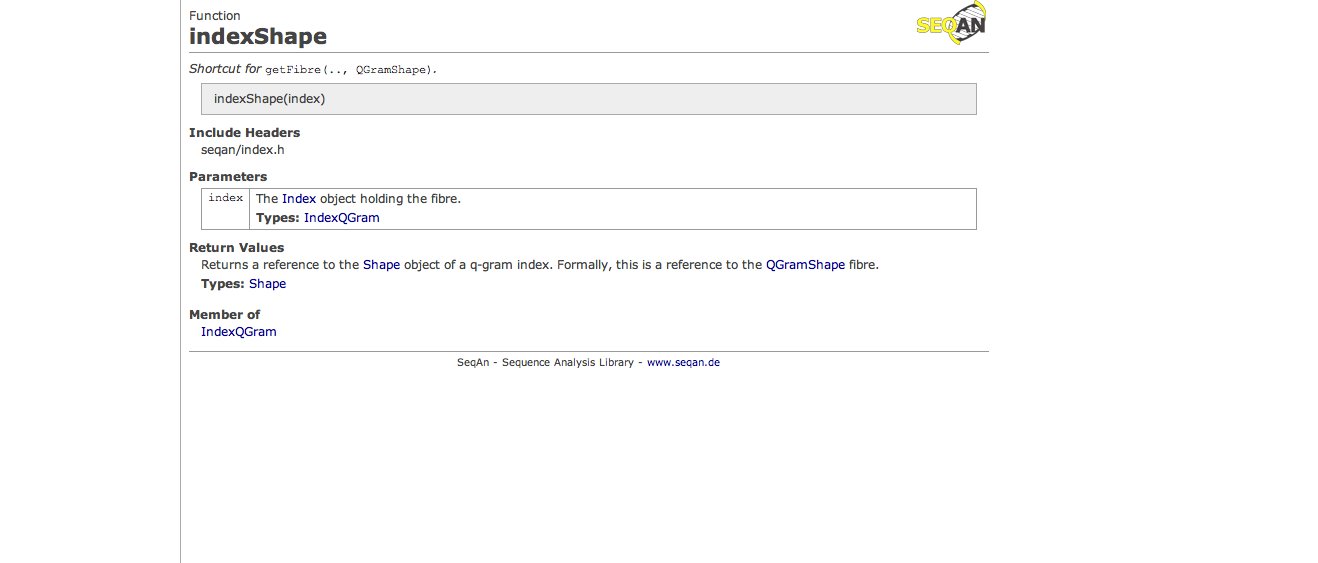 Function
SEQAN
indexShape
Shortcut for getFibre(.., QGramShape).
indexShape(index)
Include Headers
seqan/index.h
Parameters
index The Index object holding the fibre.
Types: IndexQGram
Return Values
Returns a reference to the Shape object of a q-gram index. Formally, this is a reference to the QGramShape fibre.
Types: Shape
Member of
IndexQGram
SeqAn - Sequence Analysis Library - www.seqan.de